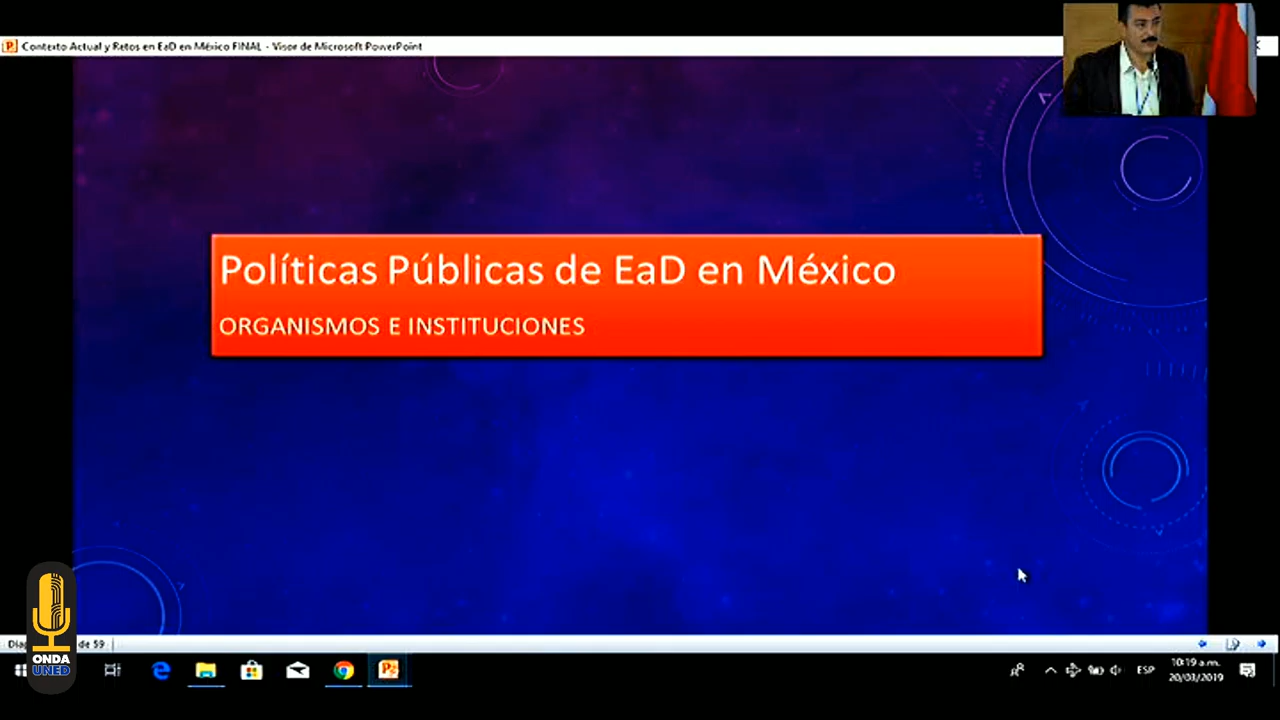 Contexto Actual y Retos en EaD en México FINAL - Visor de Microsoft PowerPoint
Políticas Públicas de EaD en México
ORGANISMOS E INSTITUCIONES
de 59
ONDA
UNED
ESP
10:19 a.m.
20/03/2019